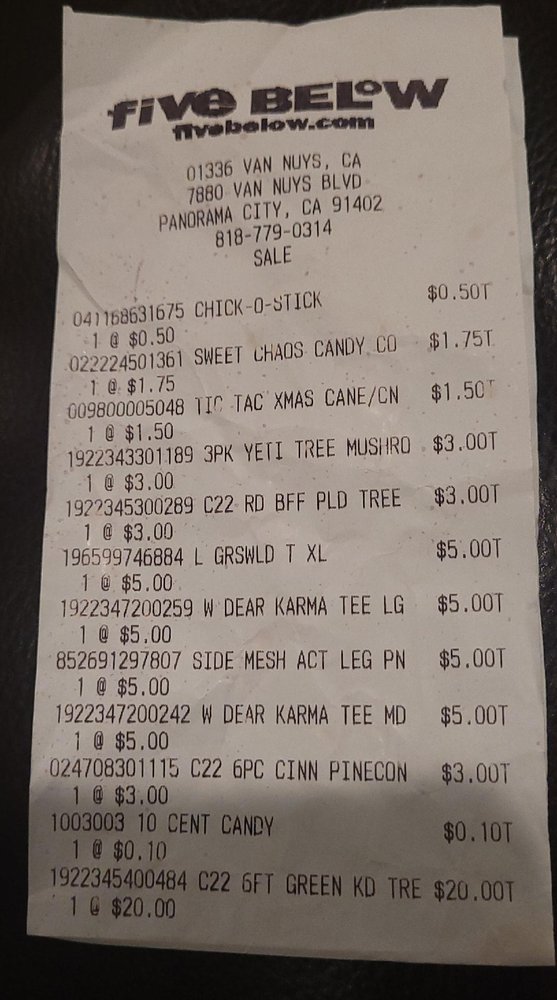 fiVe BELOW
fivebelow.com
01336 VAN NUYS, CA
7880 VAN NUYS BLVD
PANORAMA CITY, CA 91402
818-779-0314
SALE
041168631675 CHICK-O-STICK $0.50T
1 @ $0.50
022224501361 SWEET CHAOS CANDY CO $1.75T
1 @ $1.75
009800005048 TIC TAC XMAS CANE/CN $1.50T
1 @ $1.50
1922343301189 3PK YETI TREE MUSHRO $3.00T
1 @ $3.00
1922345300289 C22 RD BFF PLD TREE $3.00T
1 @ $3.00
196599746884 L GRSWLD T XL $5.00T
1 @ $5.00
1922347200259 W DEAR KARMA TEE LG $5.00T
1 @ $5.00
852691297807 SIDE MESH ACT LEG PN $5.00T
1 @ $5.00
1922347200242 W DEAR KARMA TEE MD $5.00T
1 @ $5.00
024708301115 C22 6PC CINN PINECON $3.00T
1 @ $3.00
1003003 10 CENT CANDY $0.10T
1 @ $0.10
1922345400484 C22 6FT GREEN KD TRE $20.00T
1 @ $20.00